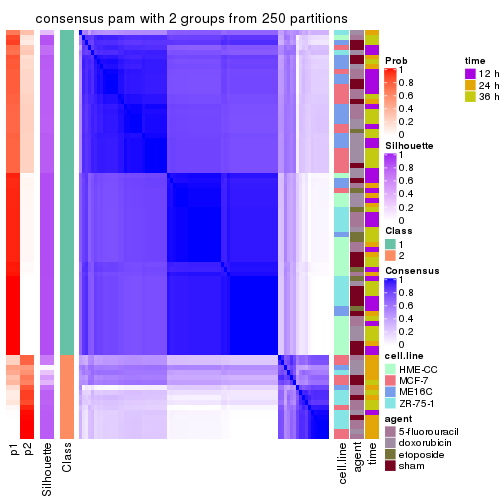 consensus pam with 2 groups from 250 partitions
Prob
1
0.8
0.6
0.4
0.2
0
time
12 h
24 h
36 h
Silhouette
1
0.8
0.6
0.4
0.2
0
Class
1
2
Consensus
1
0.8
0.6
0.4
0.2
0
cell.line
HME-CC
MCF-7
ME16C
ZR-75-1
agent
5-fluorouracil
doxorubicin
etoposide
sham
p1
p2
Silhouette
Class
cell.line
agent
time